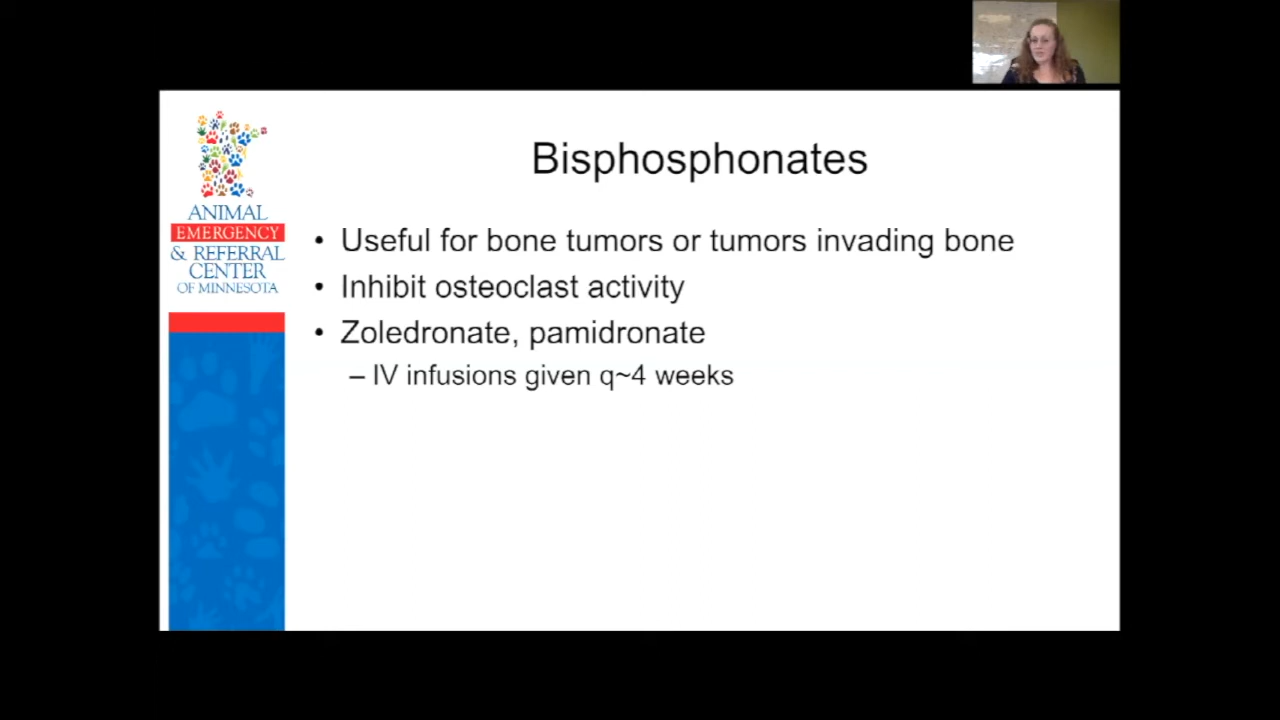 Bisphosphonates
ANIMAL
EMERGENCY
& REFERRAL
CENTER
OF MINNESOTA
• Useful for bone tumors or tumors invading bone
• Inhibit osteoclast activity
• Zoledronate, pamidronate
– IV infusions given q~4 weeks